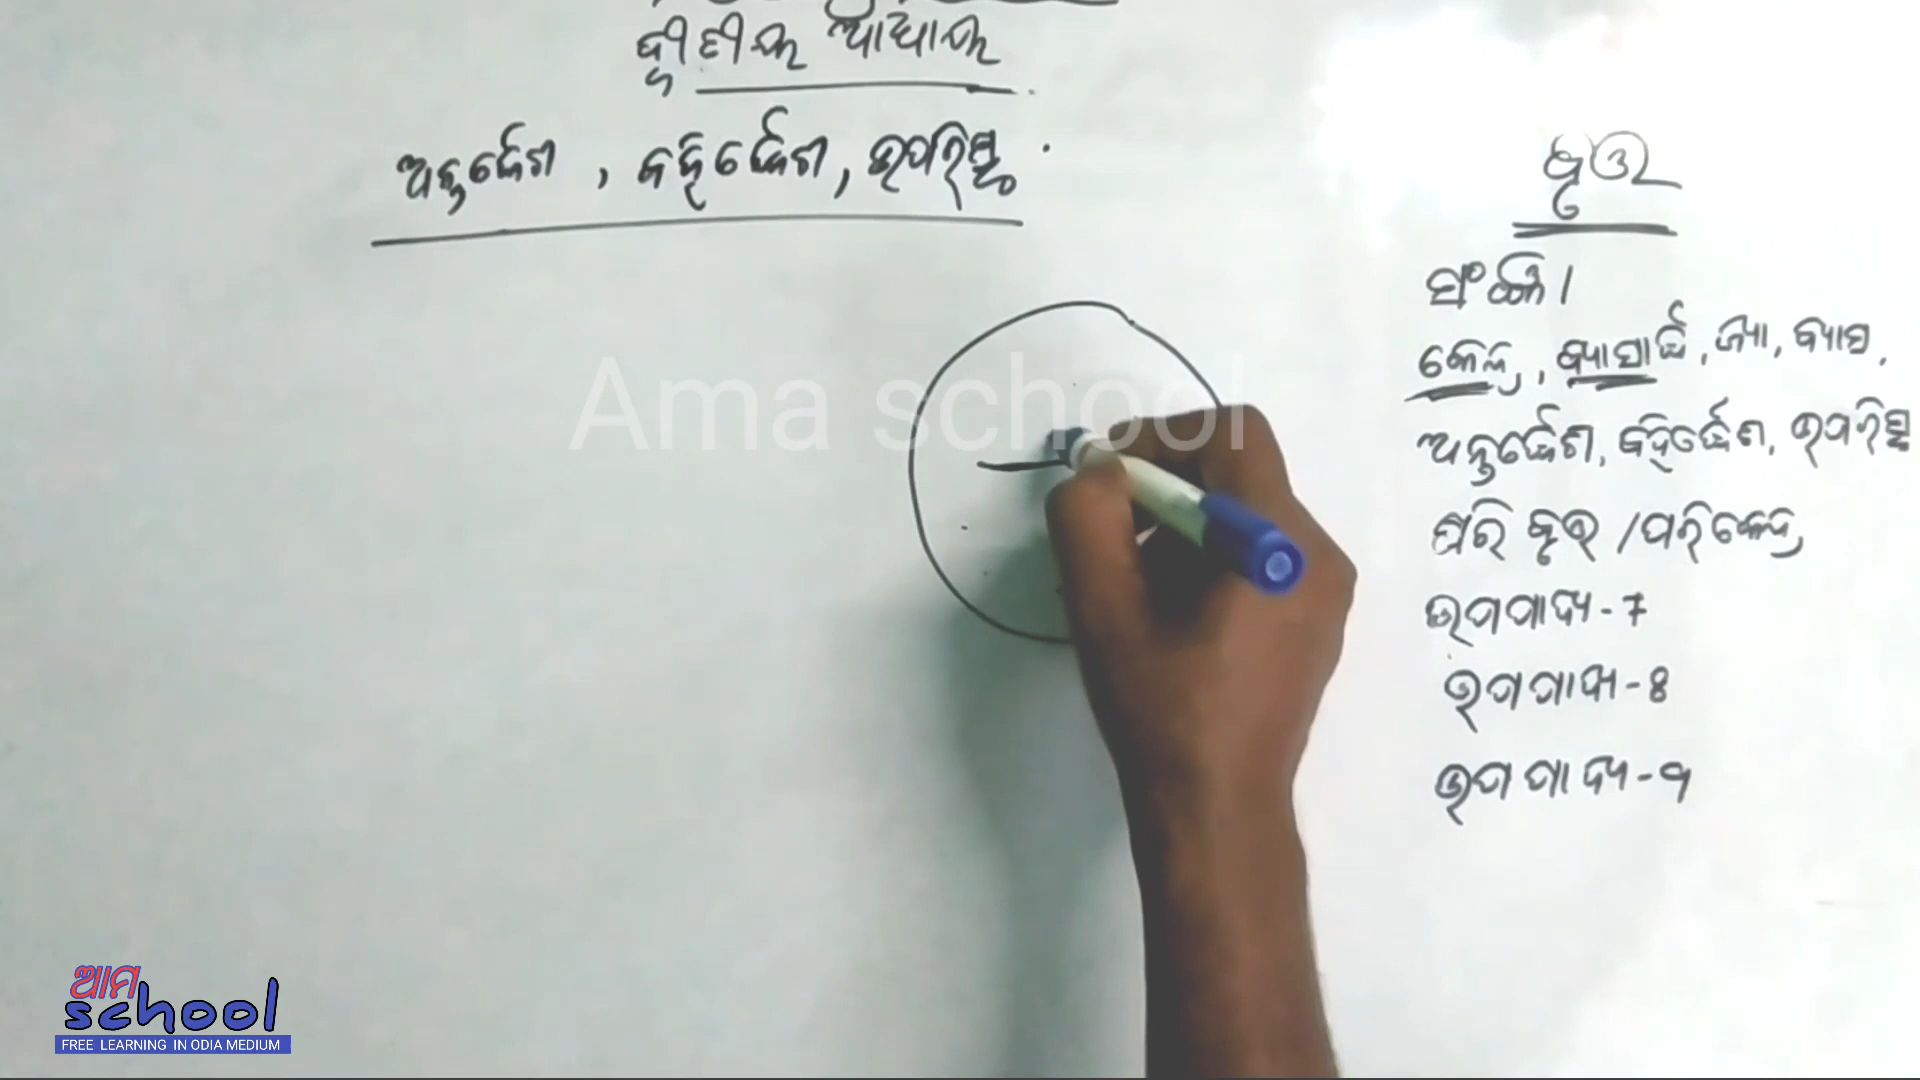 ଦ୍ୱିତୀୟ ଅଧ୍ୟାୟ
ଅନ୍ତର୍ଦ୍ଦେଶ, ବହିର୍ଦ୍ଦେଶ, ଉପରିସ୍ଥ
Ama school
ବୃତ୍ତ
ସଂଜ୍ଞା।
କେନ୍ଦ୍ର, ବ୍ୟାସାର୍ଦ୍ଧ, ଜ୍ୟା, ବ୍ୟାସ,
ଅନ୍ତର୍ଦ୍ଦେଶ, ବହିର୍ଦ୍ଦେଶ, ଉପରିସ୍ଥ
ପରିବୃତ୍ତ/ପରିକେନ୍ଦ୍ର
ଉପପାଦ୍ୟ-7
ଉପପାଦ୍ୟ-8
ଉପପାଦ୍ୟ-9
ଆମ
school
FREE LEARNING IN ODIA MEDIUM